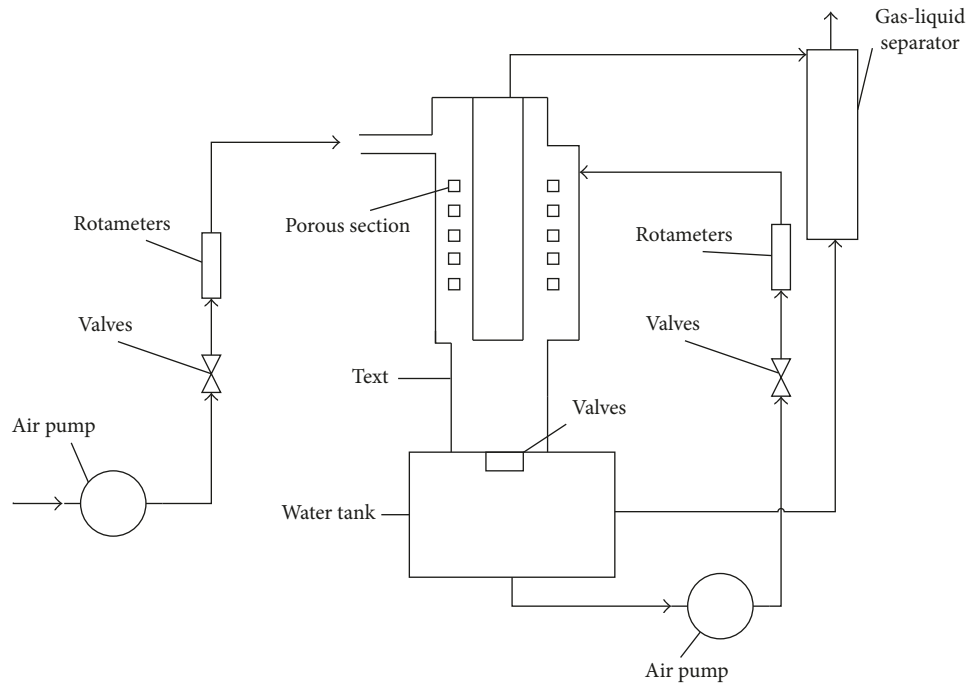 Gas-liquid
separator
Porous section
Rotameters
Rotameters
Valves
Valves
Text
Valves
Air pump
Water tank
Air pump